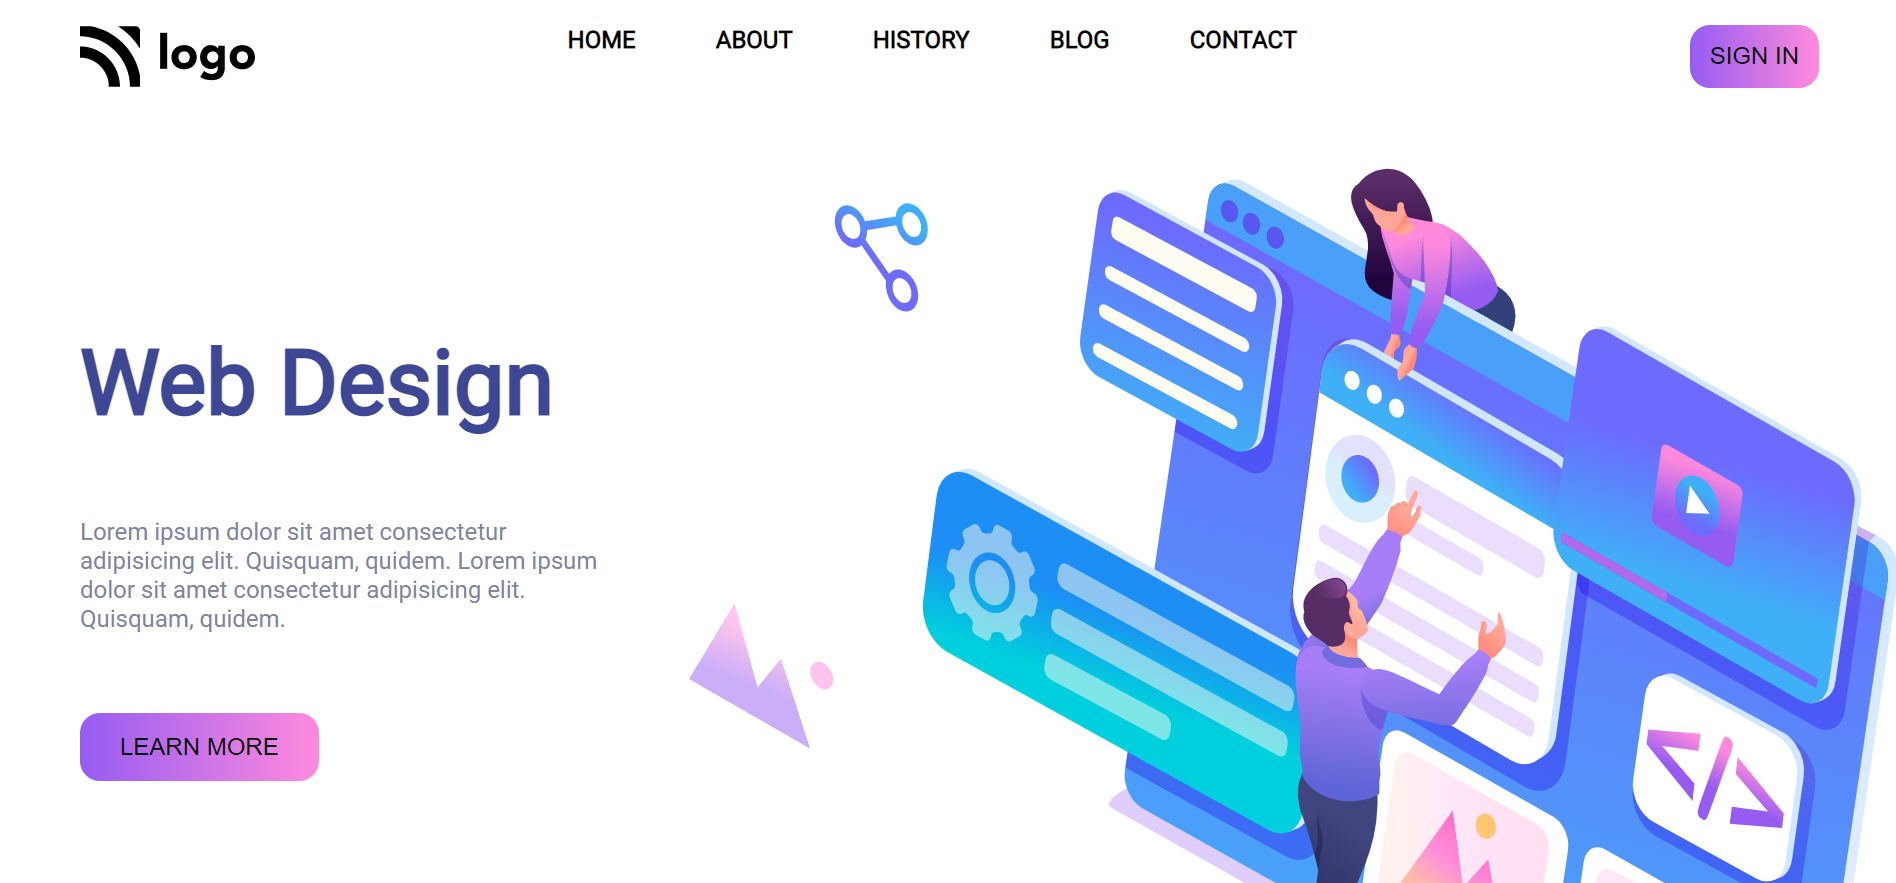 logo
HOME
ABOUT
HISTORY
BLOG
CONTACT
SIGN IN
Web Design
Lorem ipsum dolor sit amet consectetur
adipisicing elit. Quisquam, quidem. Lorem ipsum
dolor sit amet consectetur adipisicing elit.
Quisquam, quidem.
LEARN MORE
</>